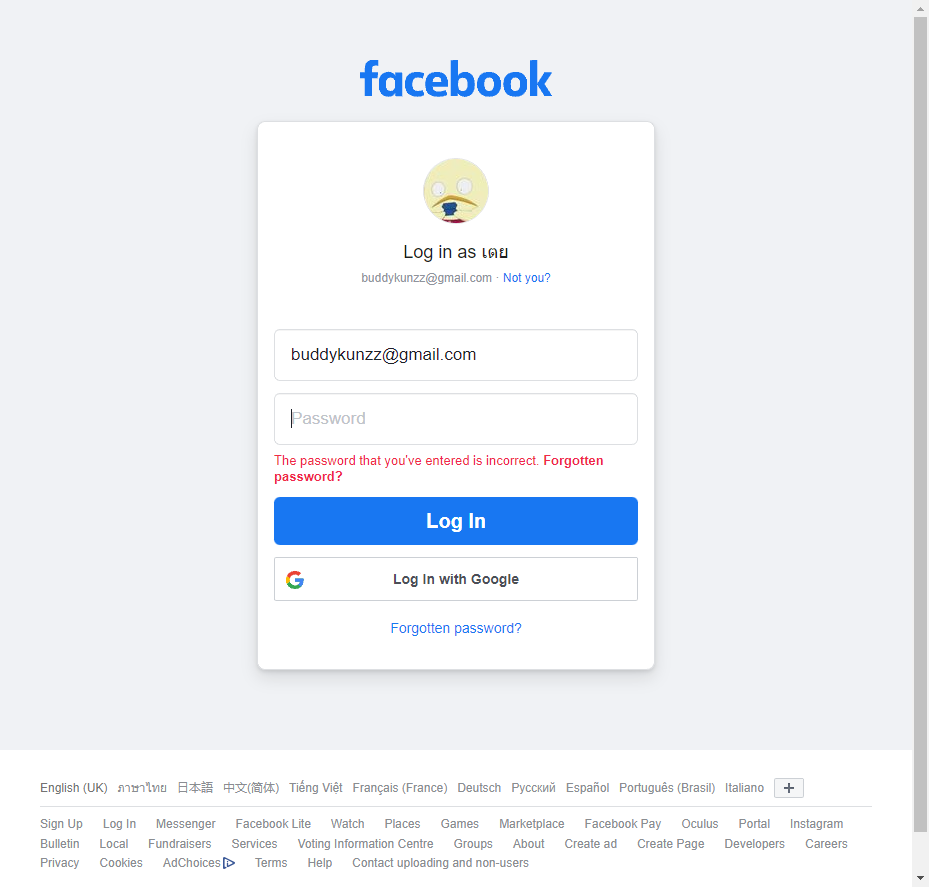 facebook
Log in as เตย
buddykunzz@gmail.com · Not you?
buddykunzz@gmail.com
Password
The password that you've entered is incorrect. Forgotten
password?
Log In
Log In with Google
Forgotten password?
English (UK) ภาษาไทย 日本語 中文(简体) Tiếng Việt Français (France) Deutsch Русский Español Português (Brasil) Italiano
Sign Up Log In Messenger Facebook Lite Watch Places Games Marketplace Facebook Pay Oculus Portal Instagram
Bulletin Local Fundraisers Services Voting Information Centre Groups About Create ad Create Page Developers Careers
Privacy Cookies AdChoices Terms Help Contact uploading and non-users